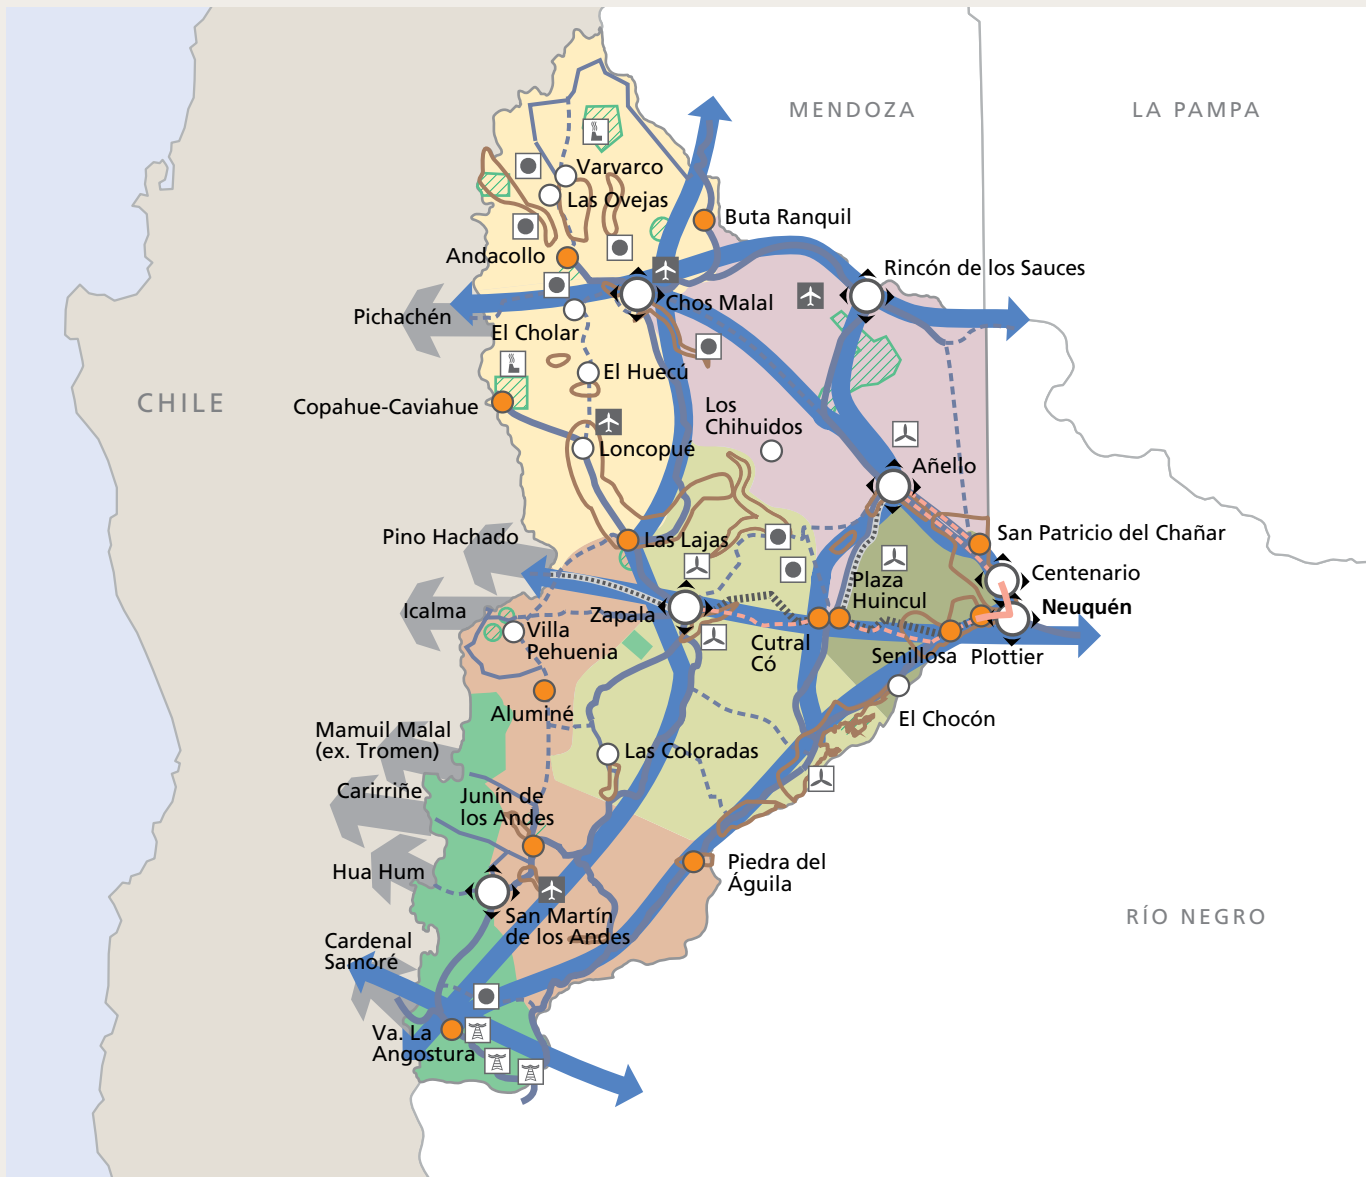 MENDOZA
LA PAMPA
Varvarco
Las Ovejas
Buta Ranquil
Andacollo
Rincón de los Sauces
Chos Malal
Pichachén
El Cholar
El Huecú
CHILE
Copahue-Caviahue
Los
Chihuidos
Loncopué
Añello
Pino Hachado
Las Lajas
San Patricio del Chañar
Centenario
Plaza
Huincul
Icalma
Zapala
Neuquén
Villa
Pehuenia
Cutral
Có
Senillosa
Plottier
Aluminé
El Chocón
Mamuil Malal
(ex. Tromen)
Las Coloradas
Carirriñe
Junín de
los Andes
Hua Hum
Piedra del
Águila
San Martín
de los Andes
RÍO NEGRO
Cardenal
Samoré
Va. La
Angostura